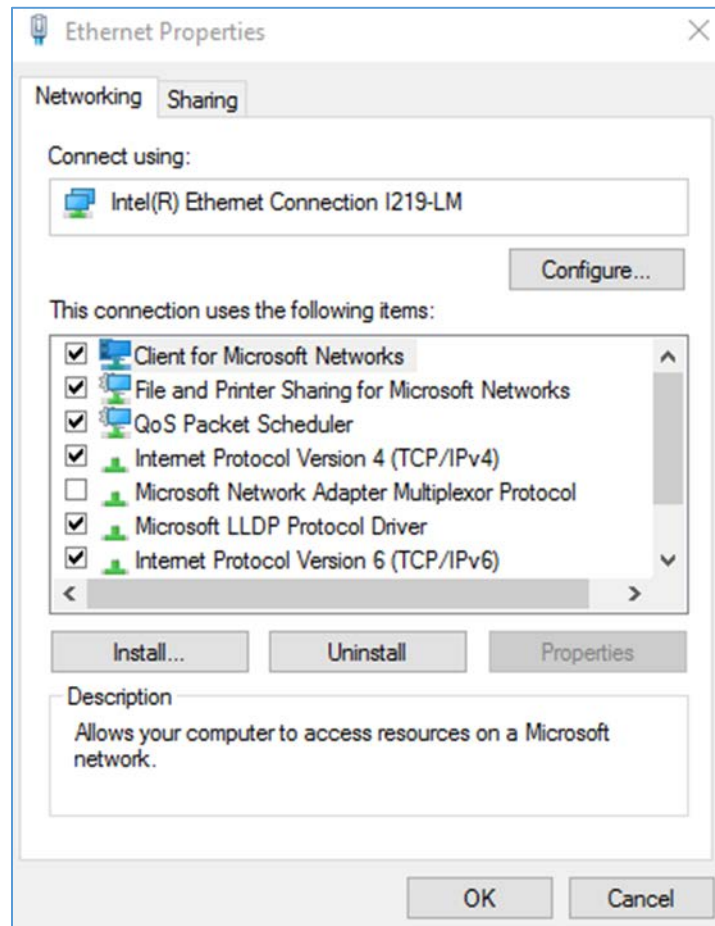 Ethernet Properties
Networking
Sharing
Connect using:
Intel(R) Ethernet Connection I219-LM
Configure...
This connection uses the following items:
Client for Microsoft Networks
File and Printer Sharing for Microsoft Networks
QoS Packet Scheduler
Internet Protocol Version 4 (TCP/IPv4)
Microsoft Network Adapter Multiplexor Protocol
Microsoft LLDP Protocol Driver
Internet Protocol Version 6 (TCP/IPv6)
Install...
Uninstall
Properties
Description
Allows your computer to access resources on a Microsoft
network.
OK
Cancel